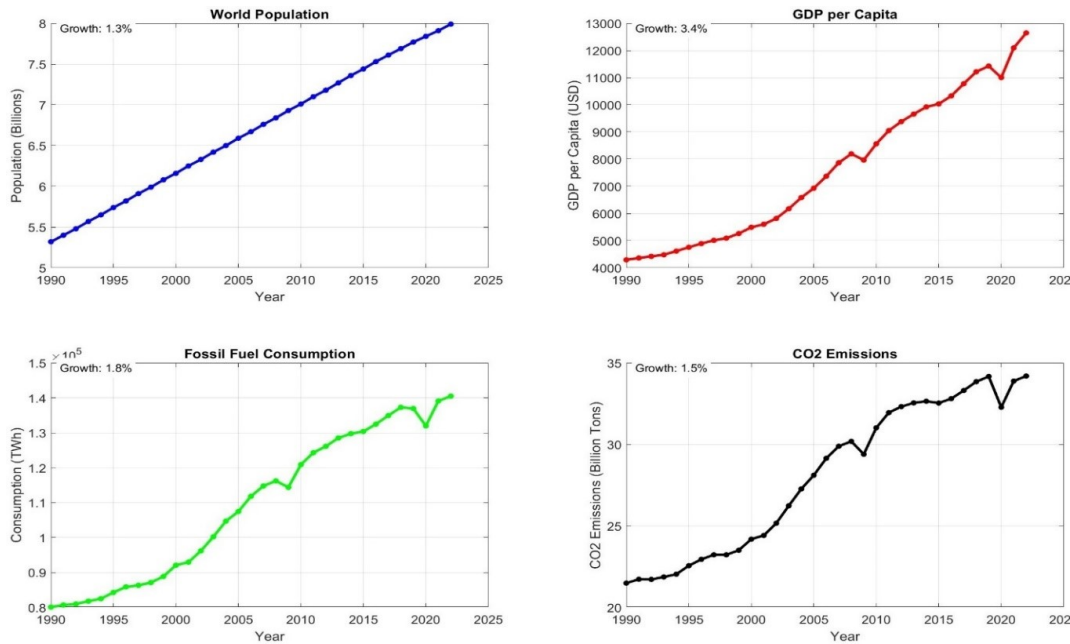 World Population
Growth: 1.3%
8
7.5
7
6.5
6
5.5
5
Population (Billions)
1990 1995 2000 2005 2010 2015 2020 2025
Year
GDP per Capita
Growth: 3.4%
13000
12000
11000
10000
9000
8000
7000
6000
5000
4000
GDP per Capita (USD)
1990 1995 2000 2005 2010 2015 2020 202
Year
Fossil Fuel Consumption
×10^5
Growth: 1.8%
1.5
1.4
1.3
1.2
1.1
1
0.9
0.8
Consumption (TWh)
1990 1995 2000 2005 2010 2015 2020 2025
Year
CO2 Emissions
Growth: 1.5%
35
30
25
20
CO2 Emissions (Billion Tons)
1990 1995 2000 2005 2010 2015 2020 2025
Year